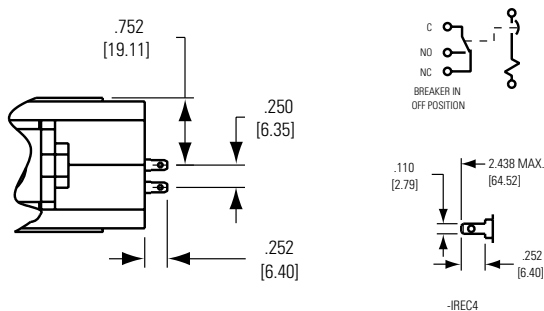 .752
[19.11]
.250
[6.35]
.252
[6.40]
C
NO
NC
BREAKER IN
OFF POSITION
.110
[2.79]
2.438 MAX.
[64.52]
.252
[6.40]
-IREC4